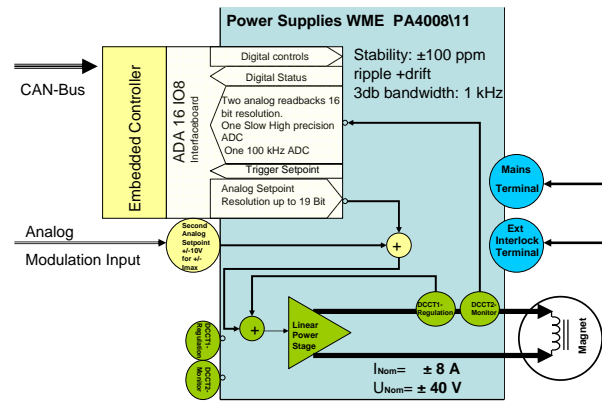 Power Supplies WME PA4008\11
Digital controls
Stability: ±100 ppm
ripple +drift
3db bandwidth: 1 kHz
Digital Status
CAN-Bus
Embedded Controller
ADA 16 IO8
Interfaceboard
Two analog readbacks 16
bit resolution.
One Slow High precision
ADC
One 100 kHz ADC
Trigger Setpoint
Analog Setpoint
Resolution up to 19 Bit
Mains
Terminal
Ext
Interlock
Terminal
Analog
Modulation Input
Second
Analog
Setpoint
+/-10V
for +/-
Imax
+
+
DCCT1-
Regulation
DCCT2-
Monitor
Linear
Power
Stage
DCCT1-
Regulation
DCCT2-
Monitor
Magnet
INom= ± 8 A
UNom= ± 40 V